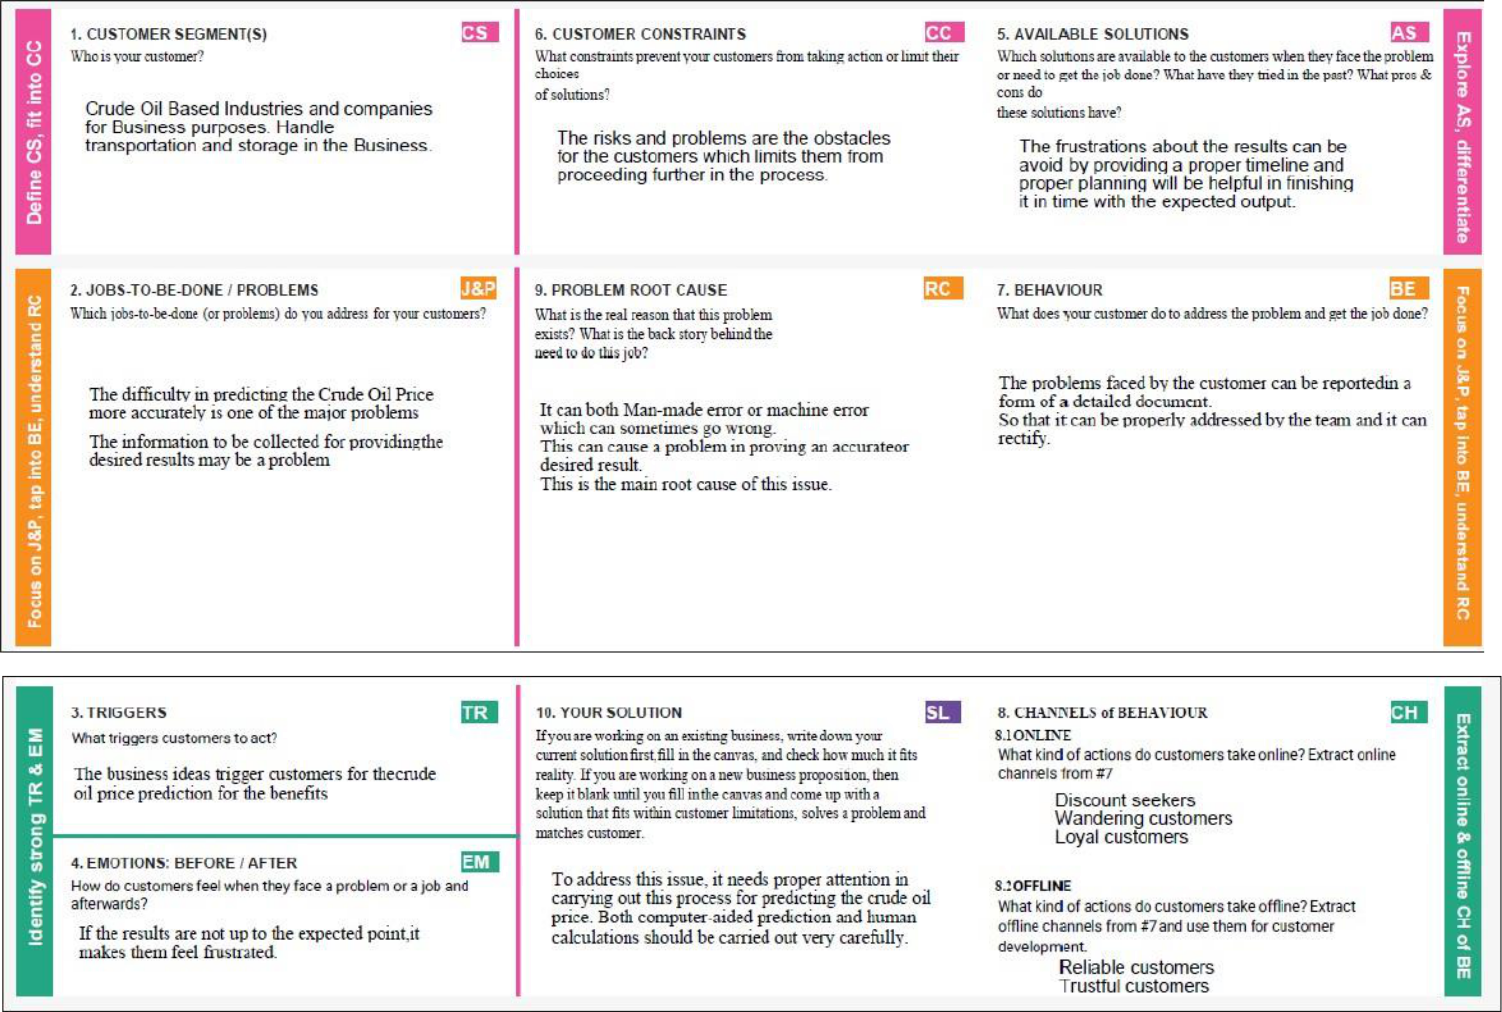 Define CS, fit into CC
1. CUSTOMER SEGMENT(S)
CS
Who is your customer?
Crude Oil Based Industries and companies
for Business purposes. Handle
transportation and storage in the Business.
6. CUSTOMER CONSTRAINTS
CC
What constraints prevent your customers from taking action or limit their
choices
of solutions?
The risks and problems are the obstacles
for the customers which limits them from
proceeding further in the process.
5. AVAILABLE SOLUTIONS
AS
Which solutions are available to the customers when they face the problem
or need to get the job done? What have they tried in the past? What pros &
cons do
these solutions have?
The frustrations about the results can be
avoid by providing a proper timeline and
proper planning will be helpful in finishing
it in time with the expected output.
Explore AS, differentiate
Focus on J&P, tap into BE, understand RC
2. JOBS-TO-BE-DONE / PROBLEMS
J&P
Which jobs-to-be-done (or problems) do you address for your customers?
The difficulty in predicting the Crude Oil Price
more accurately is one of the major problems
The information to be collected for providingthe
desired results may be a problem
9. PROBLEM ROOT CAUSE
RC
What is the real reason that this problem
exists? What is the back story behind the
need to do this job?
It can both Man-made error or machine error
which can sometimes go wrong.
This can cause a problem in proving an accurateor
desired result.
This is the main root cause of this issue.
7. BEHAVIOUR
BE
What does your customer do to address the problem and get the job done?
The problems faced by the customer can be reportedin a
form of a detailed document.
So that it can be properly addressed by the team and it can
rectify.
Focus on J&P, tap into BE, understand RC
Identify strong TR & EM
3. TRIGGERS
TR
What triggers customers to act?
The business ideas trigger customers for thecrude
oil price prediction for the benefits
4. EMOTIONS: BEFORE / AFTER
EM
How do customers feel when they face a problem or a job and
afterwards?
If the results are not up to the expected point,it
makes them feel frustrated.
10. YOUR SOLUTION
SL
If you are working on an existing business, write down your
current solution first, fill in the canvas, and check how much it fits
reality. If you are working on a new business proposition, then
keep it blank until you fill in the canvas and come up with a
solution that fits within customer limitations, solves a problem and
matches customer.
To address this issue, it needs proper attention in
carrying out this process for predicting the crude oil
price. Both computer-aided prediction and human
calculations should be carried out very carefully.
8. CHANNELS of BEHAVIOUR
CH
8.1 ONLINE
What kind of actions do customers take online? Extract online
channels from #7
Discount seekers
Wandering customers
Loyal customers
8.2 OFFLINE
What kind of actions do customers take offline? Extract
offline channels from #7 and use them for customer
development.
Reliable customers
Trustful customers
Extract online & offline CH of BE